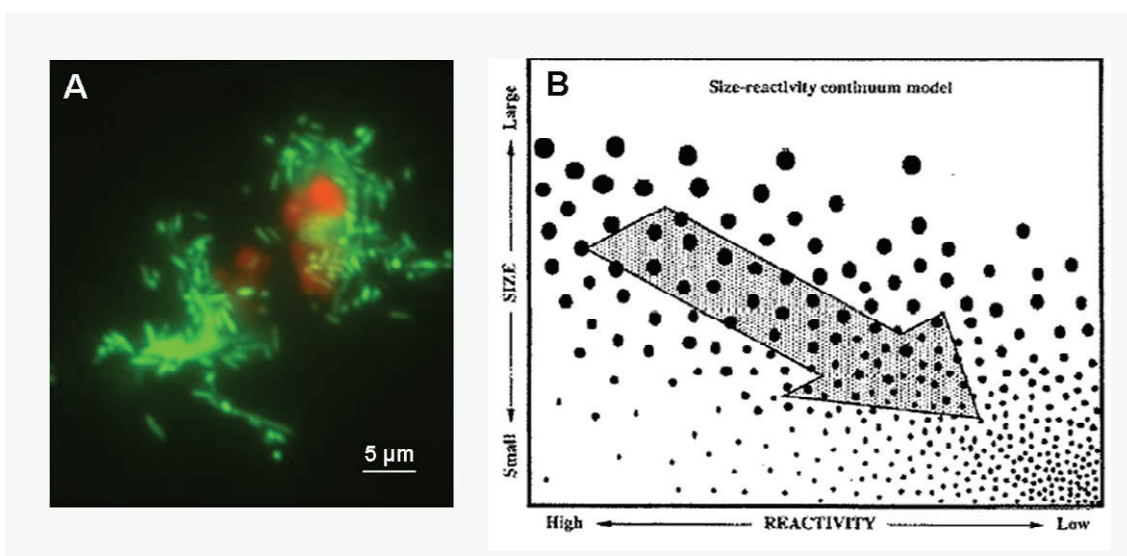 A
5 µm
B
Size-reactivity continuum model
Large
SIZE
Small
High
REACTIVITY
Low